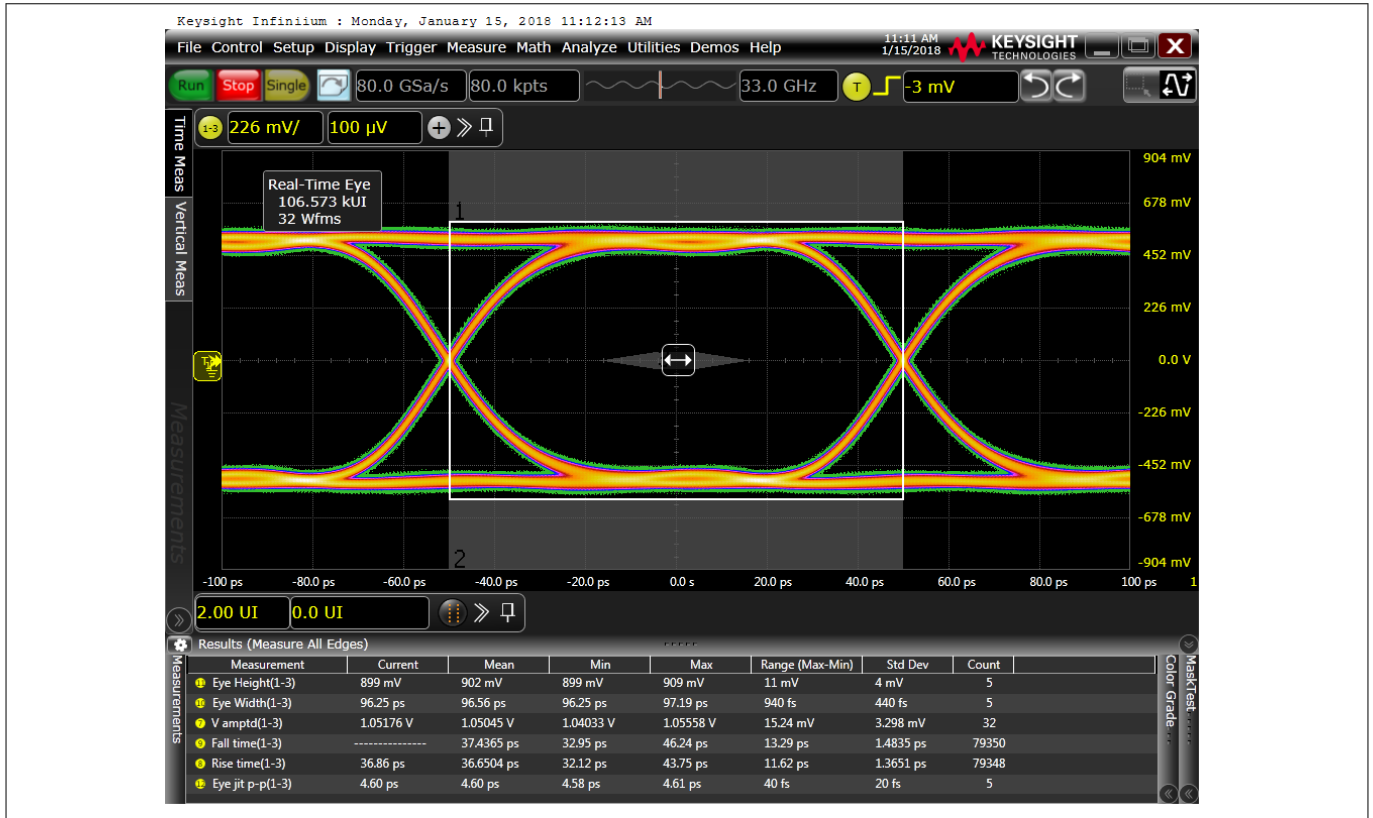 Keysight Infiniium : Monday, January 15, 2018 11:12:13 AM
File Control Setup Display Trigger Measure Math Analyze Utilities Demos Help
11:11 AM
1/15/2018
KEYSIGHT
TECHNOLOGIES
Run Stop Single 80.0 GSa/s 80.0 kpts 33.0 GHz T -3 mV
Time Meas
Vertical Meas
Measurements
1-3 226 mV/ 100 µV
904 mV
Real-Time Eye
106.573 kUI
32 Wfms
1
678 mV
452 mV
226 mV
T
0.0 V
-226 mV
-452 mV
-678 mV
2
-904 mV
-100 ps -80.0 ps -60.0 ps -40.0 ps -20.0 ps 0.0 s 20.0 ps 40.0 ps 60.0 ps 80.0 ps 100 ps 1
2.00 UI 0.0 UI
Results (Measure All Edges)
Measurements
Measurement Current Mean Min Max Range (Max-Min) Std Dev Count
11 Eye Height(1-3) 899 mV 902 mV 899 mV 909 mV 11 mV 4 mV 5
10 Eye Width(1-3) 96.25 ps 96.56 ps 96.25 ps 97.19 ps 940 fs 440 fs 5
7 V amptd(1-3) 1.05176 V 1.05045 V 1.04033 V 1.05558 V 15.24 mV 3.298 mV 32
9 Fall time(1-3) -------------- 37.4365 ps 32.95 ps 46.24 ps 13.29 ps 1.4835 ps 79350
8 Rise time(1-3) 36.86 ps 36.6504 ps 32.12 ps 43.75 ps 11.62 ps 1.3651 ps 79348
12 Eye jit p-p(1-3) 4.60 ps 4.60 ps 4.58 ps 4.61 ps 40 fs 20 fs 5
Color Grade ...
MaskTest ...